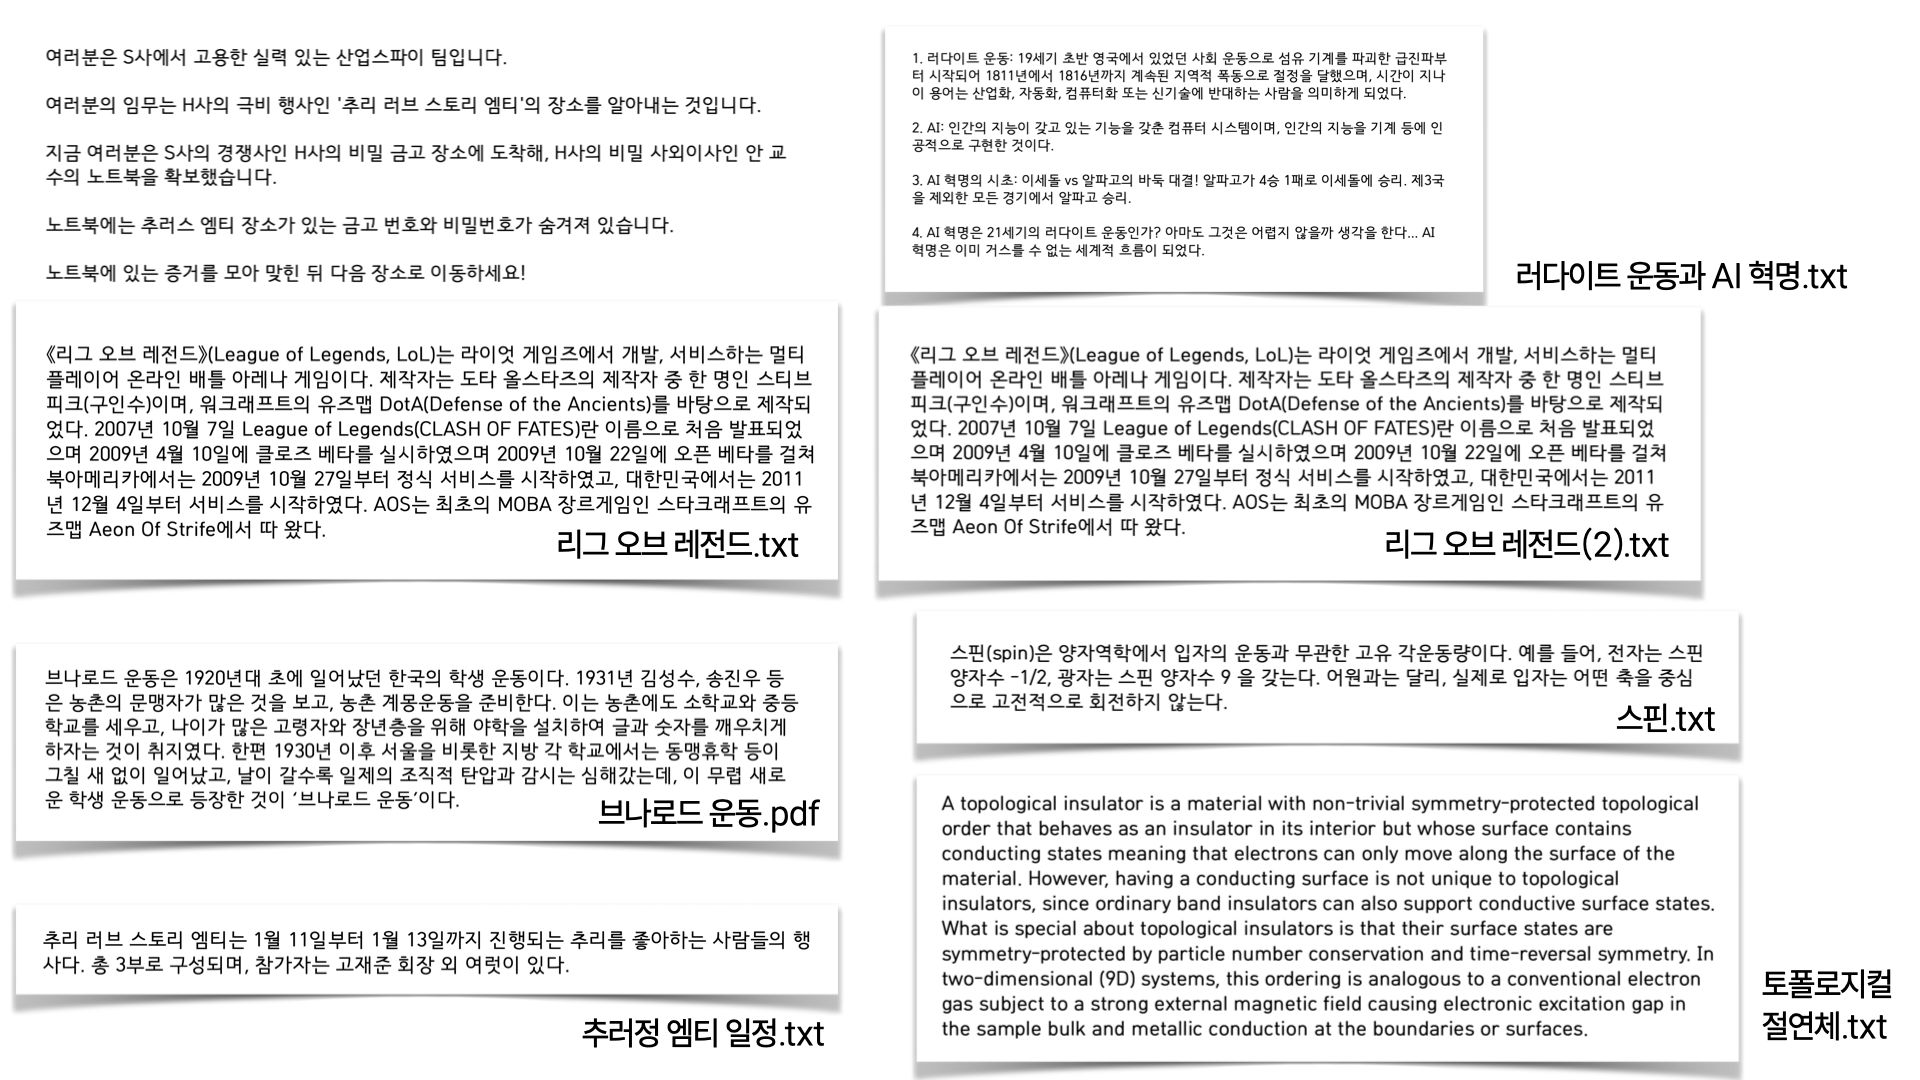 여러분은 S사에서 고용한 실력 있는 산업스파이 팀입니다.
여러분의 임무는 H사의 극비 행사인 '추리 러브 스토리 엠티'의 장소를 알아내는 것입니다.
지금 여러분은 S사의 경쟁사인 H사의 비밀 금고 장소에 도착해, H사의 비밀 사외이사인 안 교
수의 노트북을 확보했습니다.
노트북에는 추러스 엠티 장소가 있는 금고 번호와 비밀번호가 숨겨져 있습니다.
노트북에 있는 증거를 모아 맞힌 뒤 다음 장소로 이동하세요!
1. 러다이트 운동: 19세기 초반 영국에서 있었던 사회 운동으로 섬유 기계를 파괴한 급진파부
터 시작되어 1811년에서 1816년까지 계속된 지역적 폭동으로 절정을 달했으며, 시간이 지나
이 용어는 산업화, 자동화, 컴퓨터화 또는 신기술에 반대하는 사람을 의미하게 되었다.
2. AI: 인간의 지능이 갖고 있는 기능을 갖춘 컴퓨터 시스템이며, 인간의 지능을 기계 등에 인
공적으로 구현한 것이다.
3. AI 혁명의 시초: 이세돌 vs 알파고의 바둑 대결! 알파고가 4승 1패로 이세돌에 승리. 제3국
을 제외한 모든 경기에서 알파고 승리.
4. AI 혁명은 21세기의 러다이트 운동인가? 아마도 그것은 어렵지 않을까 생각을 한다... AI
혁명은 이미 거스를 수 없는 세계적 흐름이 되었다.
러다이트 운동과 AI 혁명.txt
《리그 오브 레전드》(League of Legends, LoL)는 라이엇 게임즈에서 개발, 서비스하는 멀티
플레이어 온라인 배틀 아레나 게임이다. 제작자는 도타 올스타즈의 제작자 중 한 명인 스티브
피크(구인수)이며, 워크래프트의 유즈맵 DotA(Defense of the Ancients)를 바탕으로 제작되
었다. 2007년 10월 7일 League of Legends(CLASH OF FATES)란 이름으로 처음 발표되었
으며 2009년 4월 10일에 클로즈 베타를 실시하였으며 2009년 10월 22일에 오픈 베타를 걸쳐
북아메리카에서는 2009년 10월 27일부터 정식 서비스를 시작하였고, 대한민국에서는 2011
년 12월 4일부터 서비스를 시작하였다. AOS는 최초의 MOBA 장르게임인 스타크래프트의 유
즈맵 Aeon Of Strife에서 따 왔다.
리그 오브 레전드.txt
《리그 오브 레전드》(League of Legends, LoL)는 라이엇 게임즈에서 개발, 서비스하는 멀티
플레이어 온라인 배틀 아레나 게임이다. 제작자는 도타 올스타즈의 제작자 중 한 명인 스티브
피크(구인수)이며, 워크래프트의 유즈맵 DotA(Defense of the Ancients)를 바탕으로 제작되
었다. 2007년 10월 7일 League of Legends(CLASH OF FATES)란 이름으로 처음 발표되었
으며 2009년 4월 10일에 클로즈 베타를 실시하였으며 2009년 10월 22일에 오픈 베타를 걸쳐
북아메리카에서는 2009년 10월 27일부터 정식 서비스를 시작하였고, 대한민국에서는 2011
년 12월 4일부터 서비스를 시작하였다. AOS는 최초의 MOBA 장르게임인 스타크래프트의 유
즈맵 Aeon Of Strife에서 따 왔다.
리그 오브 레전드(2).txt
브나로드 운동은 1920년대 초에 일어났던 한국의 학생 운동이다. 1931년 김성수, 송진우 등
은 농촌의 문맹자가 많은 것을 보고, 농촌 계몽운동을 준비한다. 이는 농촌에도 소학교와 중등
학교를 세우고, 나이가 많은 고령자와 장년층을 위해 야학을 설치하여 글과 숫자를 깨우치게
하자는 것이 취지였다. 한편 1930년 이후 서울을 비롯한 지방 각 학교에서는 동맹휴학 등이
그칠 새 없이 일어났고, 날이 갈수록 일제의 조직적 탄압과 감시는 심해갔는데, 이 무렵 새로
운 학생 운동으로 등장한 것이 ‘브나로드 운동’이다.
브나로드 운동.pdf
스핀(spin)은 양자역학에서 입자의 운동과 무관한 고유 각운동량이다. 예를 들어, 전자는 스핀
양자수 -1/2, 광자는 스핀 양자수 9 을 갖는다. 어원과는 달리, 실제로 입자는 어떤 축을 중심
으로 고전적으로 회전하지 않는다.
스핀.txt
추리 러브 스토리 엠티는 1월 11일부터 1월 13일까지 진행되는 추리를 좋아하는 사람들의 행
사다. 총 3부로 구성되며, 참가자는 고재준 회장 외 여럿이 있다.
추러정 엠티 일정.txt
A topological insulator is a material with non-trivial symmetry-protected topological
order that behaves as an insulator in its interior but whose surface contains
conducting states meaning that electrons can only move along the surface of the
material. However, having a conducting surface is not unique to topological
insulators, since ordinary band insulators can also support conductive surface states.
What is special about topological insulators is that their surface states are
symmetry-protected by particle number conservation and time-reversal symmetry. In
two-dimensional (9D) systems, this ordering is analogous to a conventional electron
gas subject to a strong external magnetic field causing electronic excitation gap in
the sample bulk and metallic conduction at the boundaries or surfaces.
토폴로지컬
절연체.txt